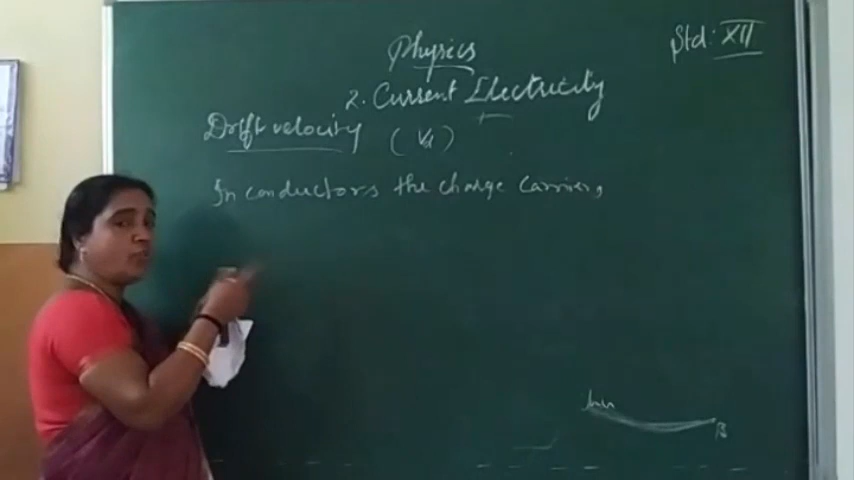 Physics
Std: XII
2. Current Electricity
Drift velocity (Vd)
In conductors the charge carriers
B